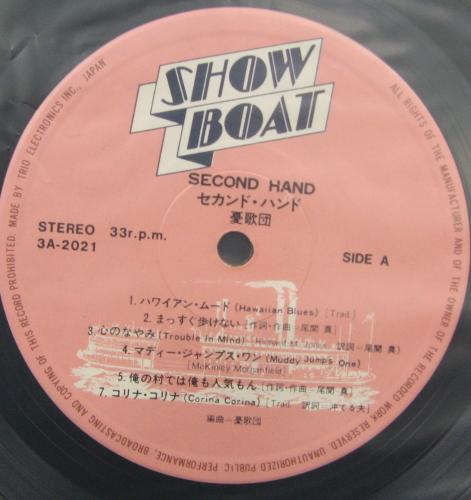 SHOW
BOAT
SECOND HAND
セカンド・ハンド
憂歌団
STEREO 33r.p.m.
3A-2021
SIDE A
1. ハワイアン・ムード (Hawaiian Blues) [Trad.]
2. まっすぐ歩けない [作詞・作曲=尾関 真]
3. 心のなやみ (Trouble In Mind) Jones 訳詞=尾関 真]
4. マディー・ジャンプス・ワン (Muddy Jumps One)
[McKinley Morganfield]
5. 俺の村では俺も人気もん [作詞・作曲=尾関 真]
7. コリナ・コリナ (Corina Corina) [Trad. 訳詞=沖てる夫]
編曲=憂歌団
ALL RIGHTS OF THE MANUFACTURER AND OF THE OWNER OF THE RECORDED WORK RESERVED. UNAUTHORIZED PUBLIC PERFORMANCE, BROADCASTING AND COPYING OF THIS RECORD PROHIBITED. MADE BY TRIO ELECTRONICS INC., JAPAN